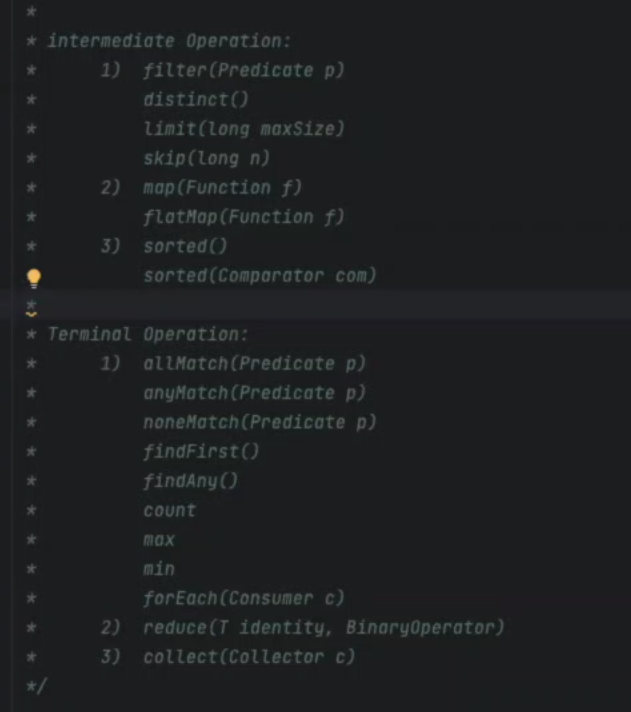 *
* intermediate Operation:
*      1)  filter(Predicate p)
*          distinct()
*          limit(long maxSize)
*          skip(long n)
*      2)  map(Function f)
*          flatMap(Function f)
*      3)  sorted()
           sorted(Comparator com)
*
* Terminal Operation:
*      1)  allMatch(Predicate p)
*          anyMatch(Predicate p)
*          noneMatch(Predicate p)
*          findFirst()
*          findAny()
*          count
*          max
*          min
*          forEach(Consumer c)
*      2)  reduce(T identity, BinaryOperator)
*      3)  collect(Collector c)
*/